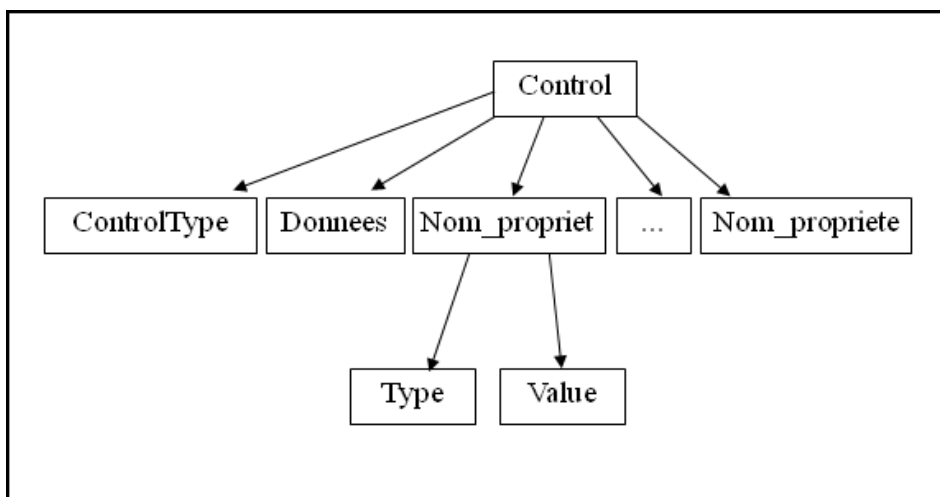 Control
ControlType
Donnees
Nom_propriet
...
Nom_propriete
Type
Value